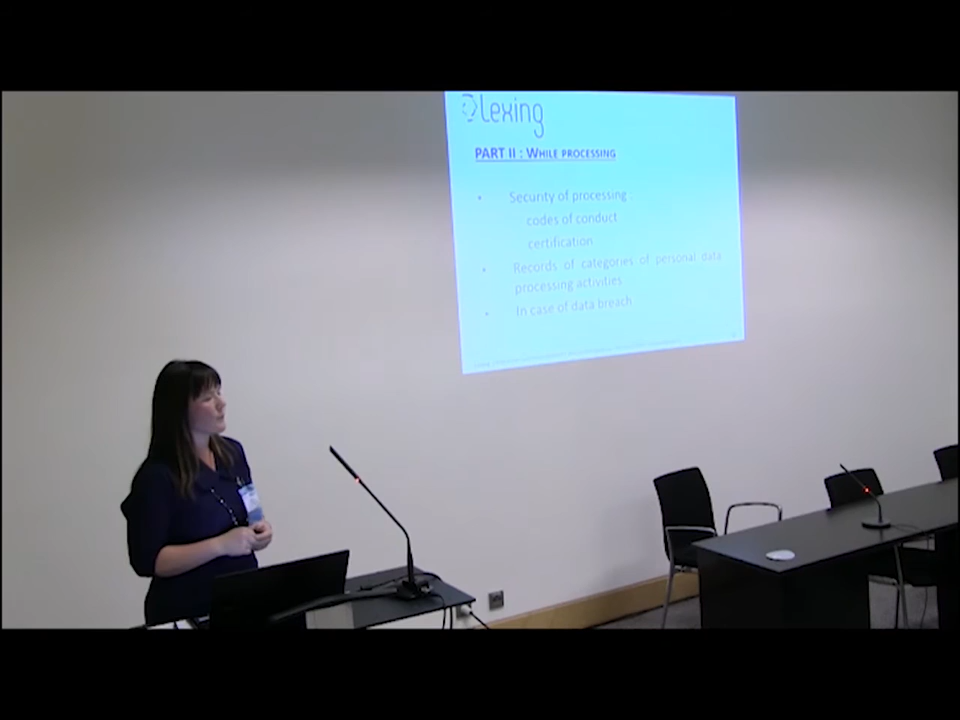 Lexing
PART II : WHILE PROCESSING
• Security of processing :
codes of conduct
certification
• Records of categories of personal data
processing activities
• In case of data breach